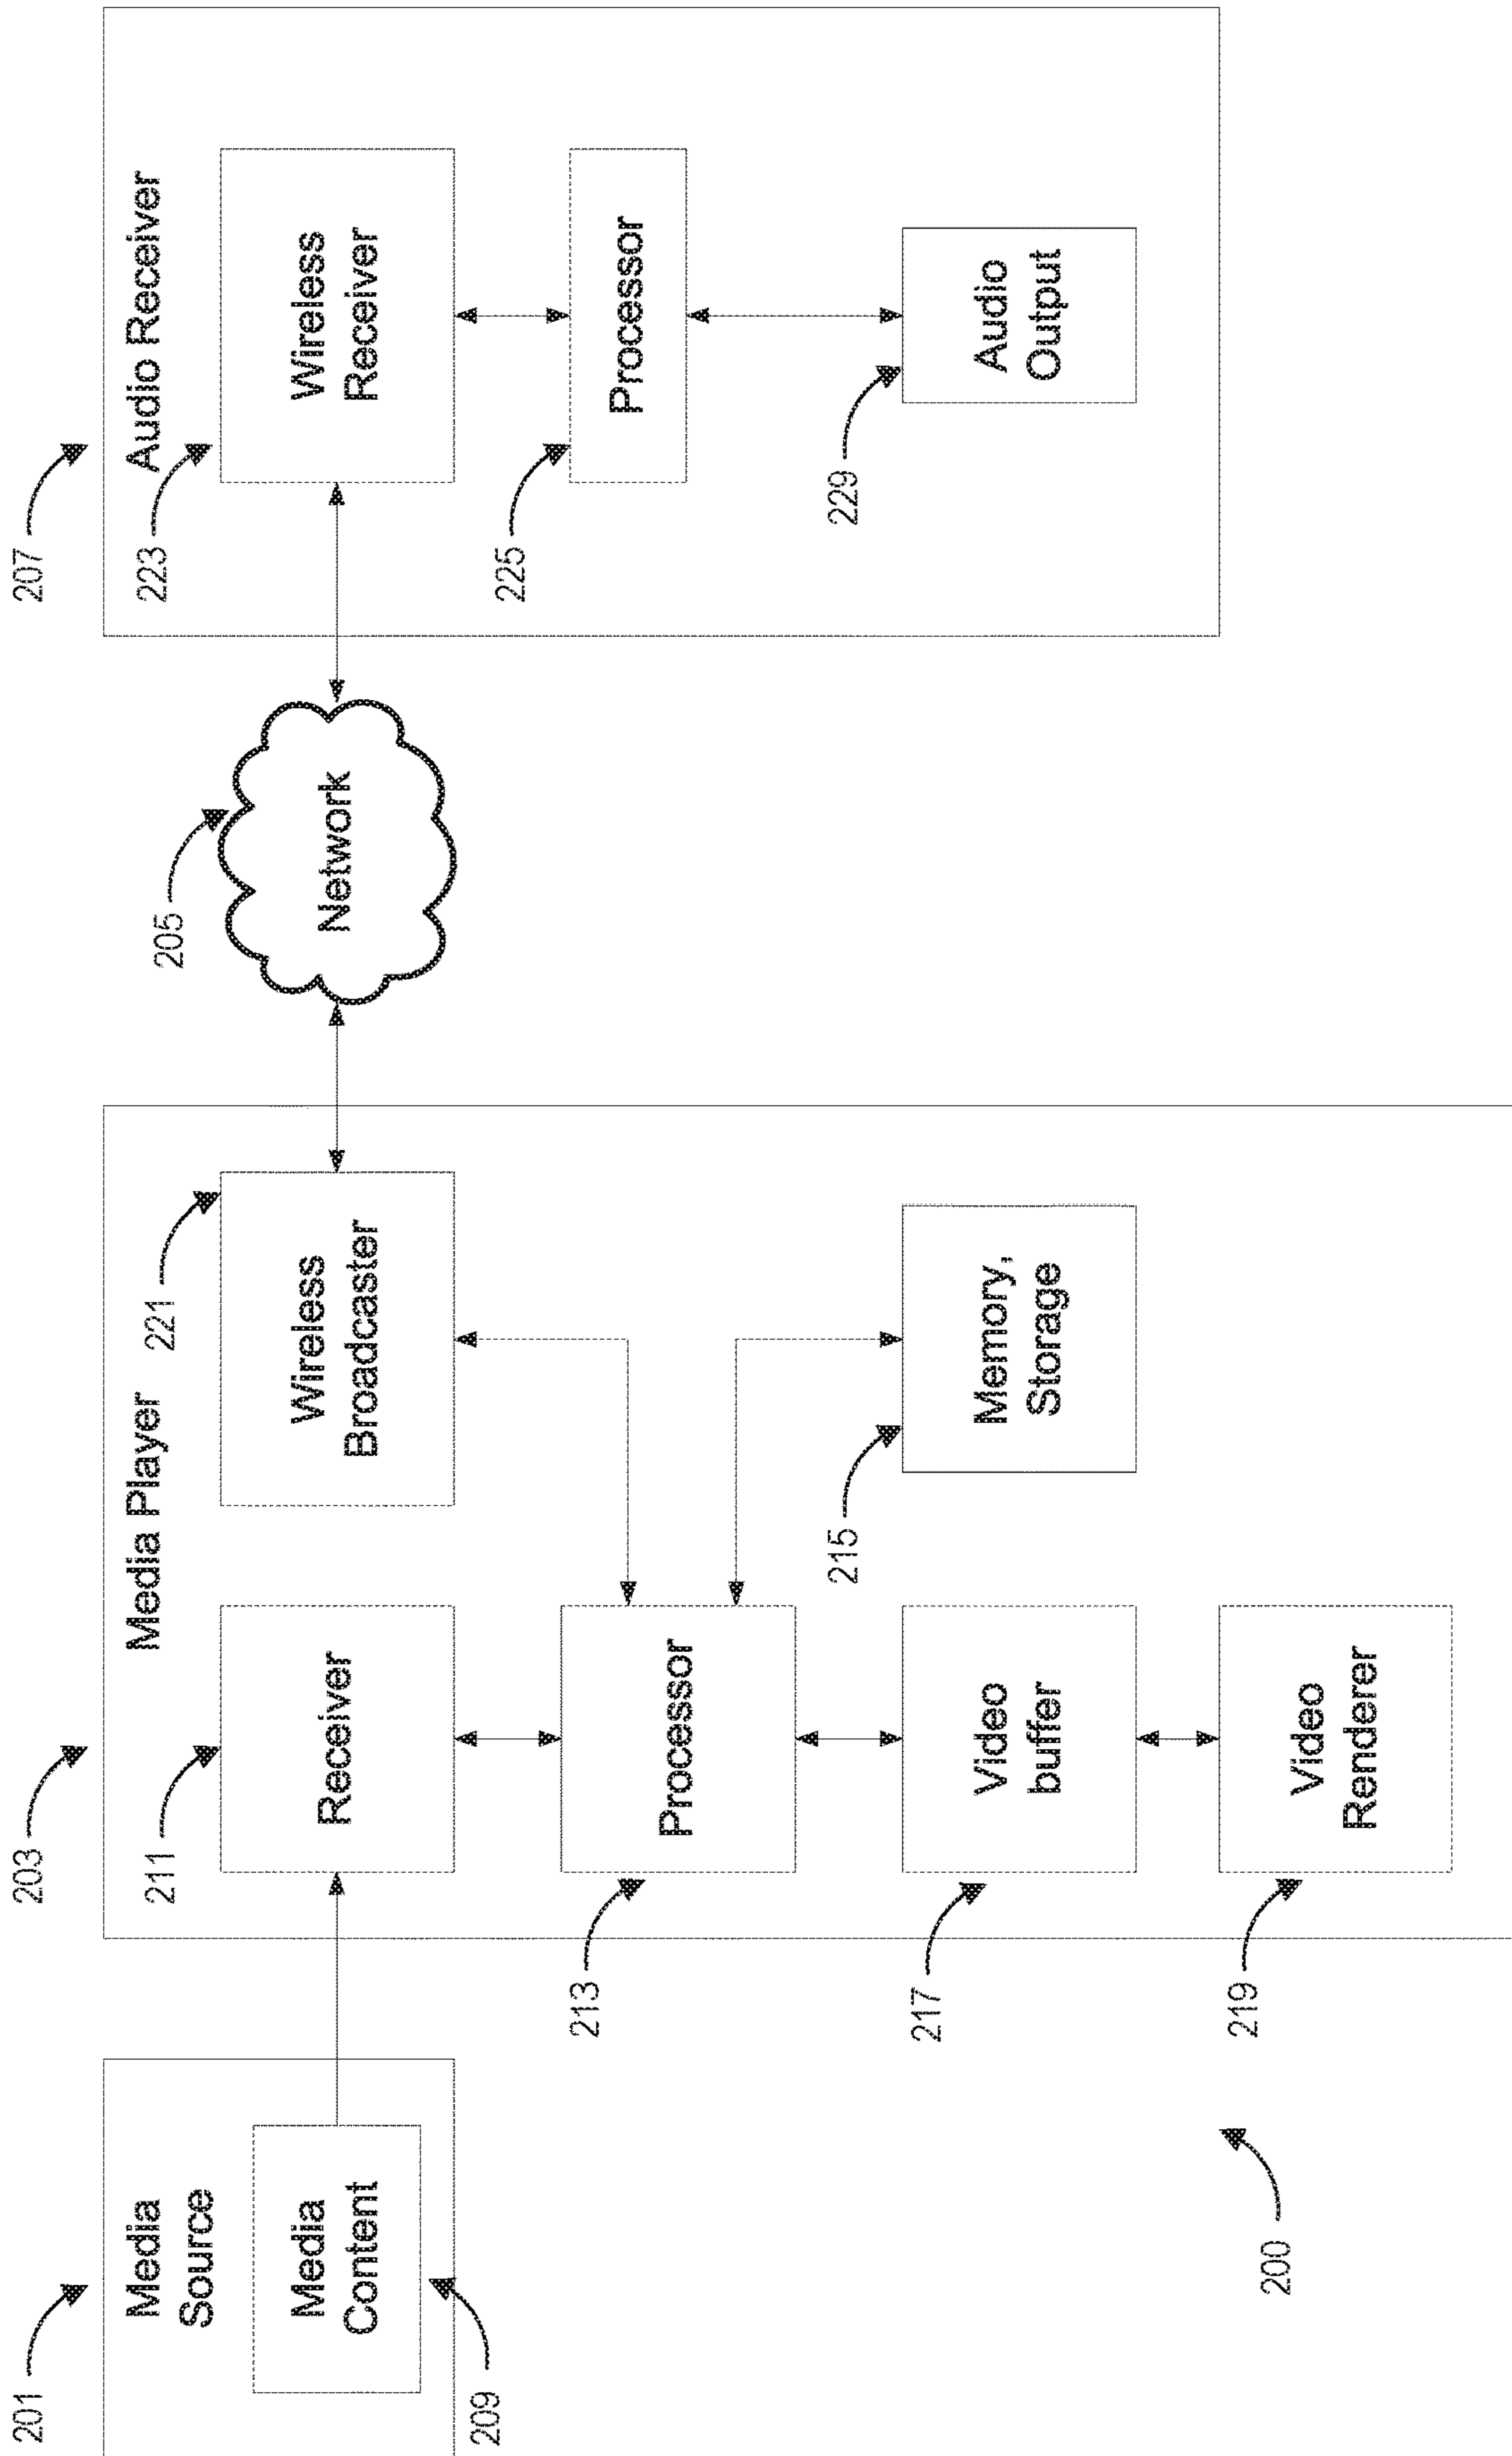 201
Media
Source
Media
Content
209
203
Media Player
211
Receiver
221
Wireless
Broadcaster
213
Processor
217
Video
buffer
215
Memory,
Storage
219
Video
Renderer
205
Network
207
Audio Receiver
223
Wireless
Receiver
225
Processor
229
Audio
Output
200